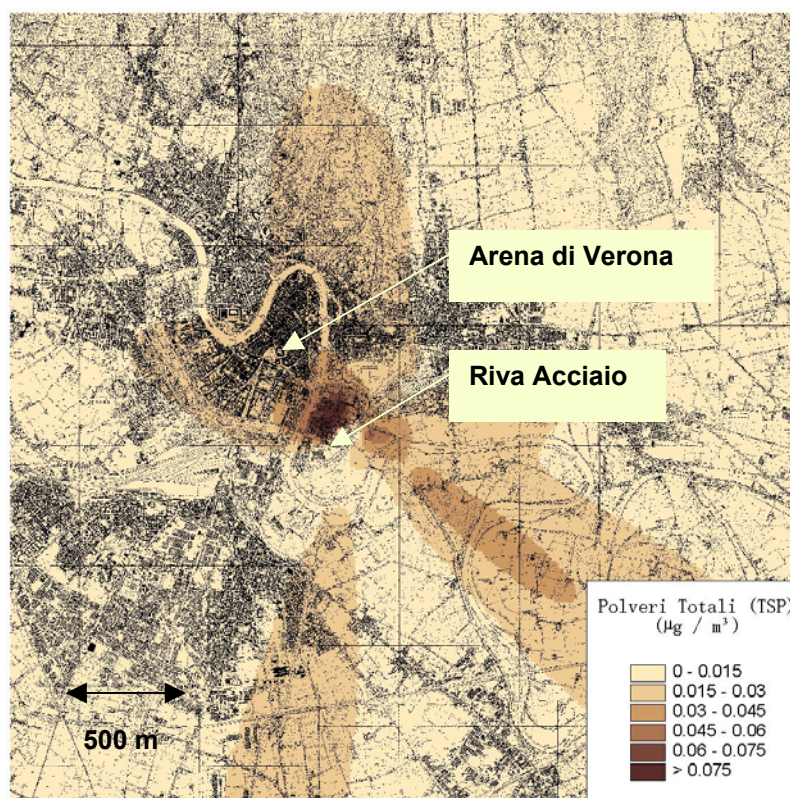 Arena di Verona
Riva Acciaio
500 m
Polveri Totali (TSP)
(µg / m³)
0 - 0.015
0.015 - 0.03
0.03 - 0.045
0.045 - 0.06
0.06 - 0.075
> 0.075